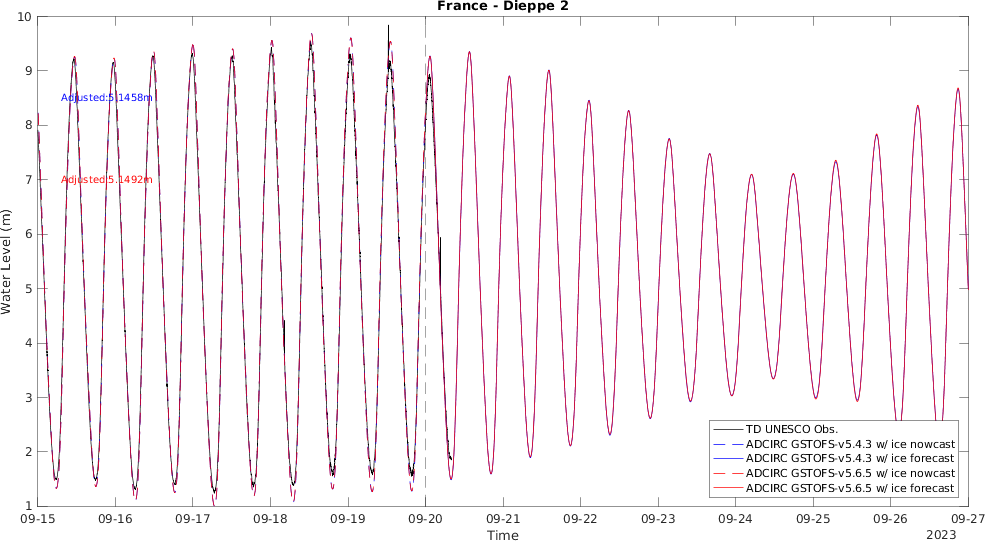 France - Dieppe 2
Water Level (m)
10
9
8
7
6
5
4
3
2
1
Adjusted:5.1458m
Adjusted:5.1492m
TD UNESCO Obs.
ADCIRC GSTOFS-v5.4.3 w/ ice nowcast
ADCIRC GSTOFS-v5.4.3 w/ ice forecast
ADCIRC GSTOFS-v5.6.5 w/ ice nowcast
ADCIRC GSTOFS-v5.6.5 w/ ice forecast
09-15 09-16 09-17 09-18 09-19 09-20 09-21 09-22 09-23 09-24 09-25 09-26 09-27
Time
2023